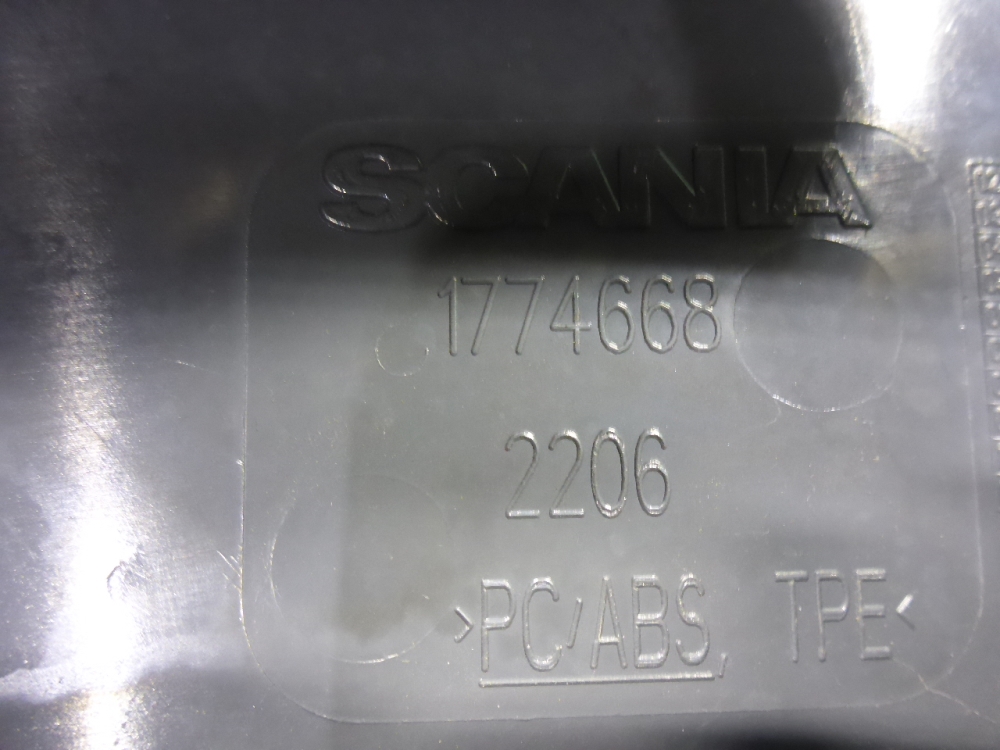 SCANIA
1774668
2206
>PC/ABS, TPE<